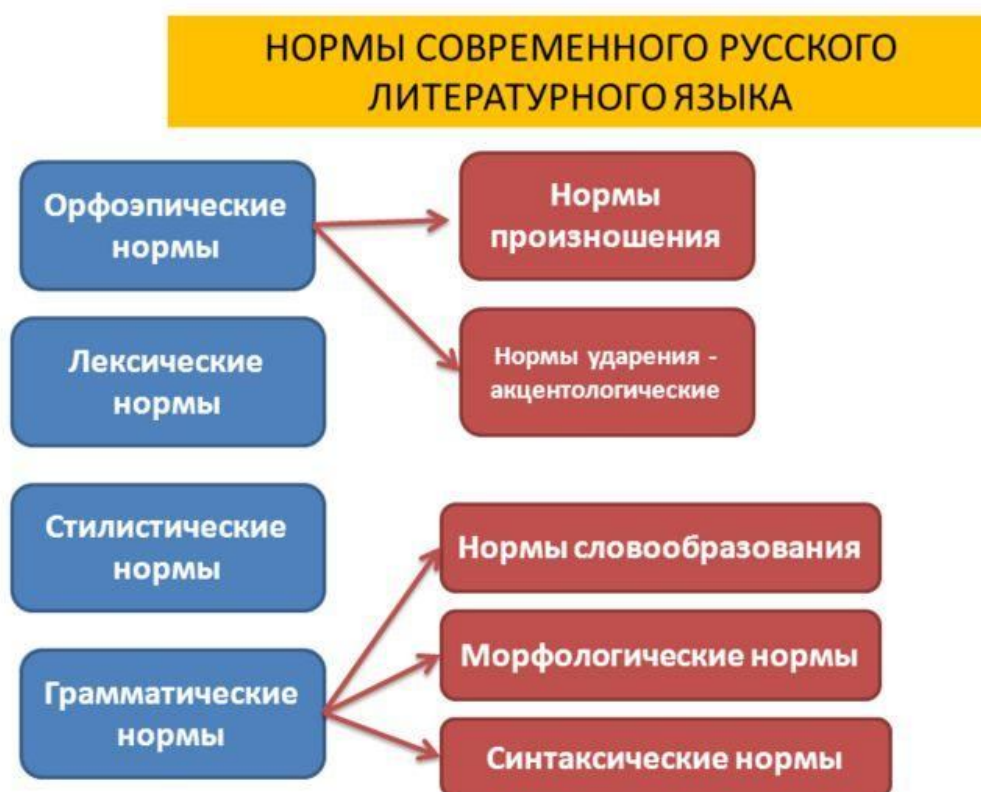 НОРМЫ СОВРЕМЕННОГО РУССКОГО
ЛИТЕРАТУРНОГО ЯЗЫКА
Орфоэпические
нормы
Нормы
произношения
Нормы ударения -
акцентологические
Лексические
нормы
Стилистические
нормы
Грамматические
нормы
Нормы словообразования
Морфологические нормы
Синтаксические нормы